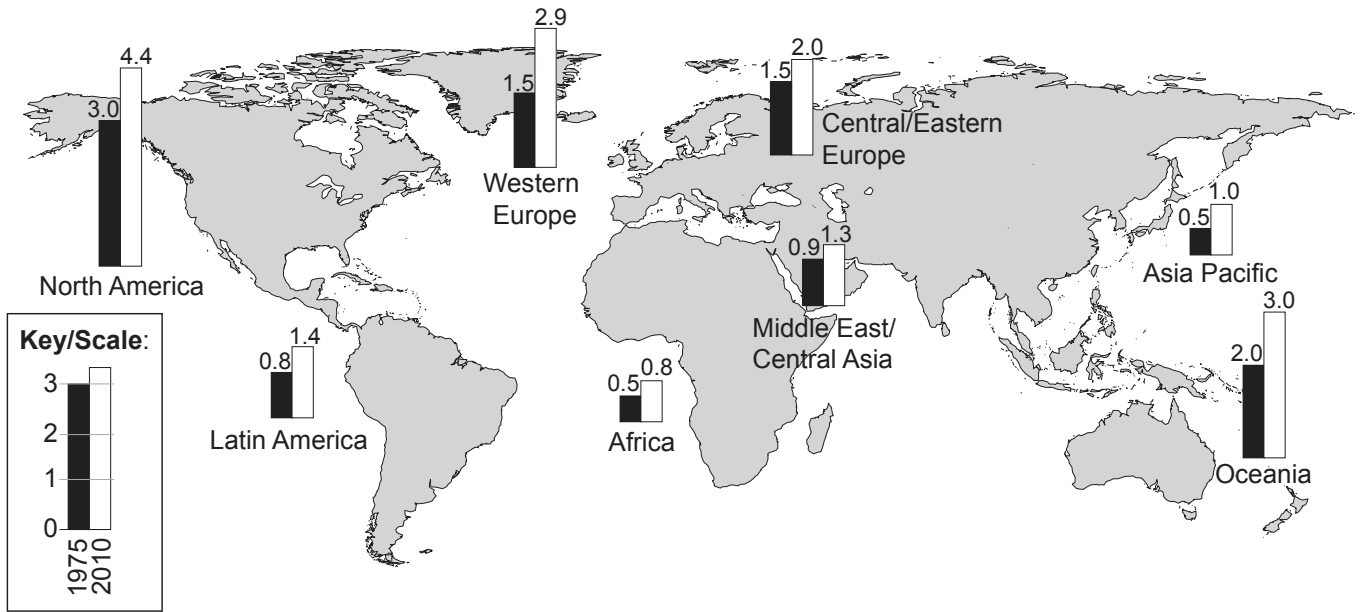 4.4
3.0
North America
2.9
1.5
Western
Europe
2.0
1.5
Central/Eastern
Europe
1.0
0.5
Asia Pacific
1.3
0.9
Middle East/
Central Asia
3.0
2.0
Oceania
1.4
0.8
Latin America
0.8
0.5
Africa
Key/Scale:
3
2
1
0
1975
2010